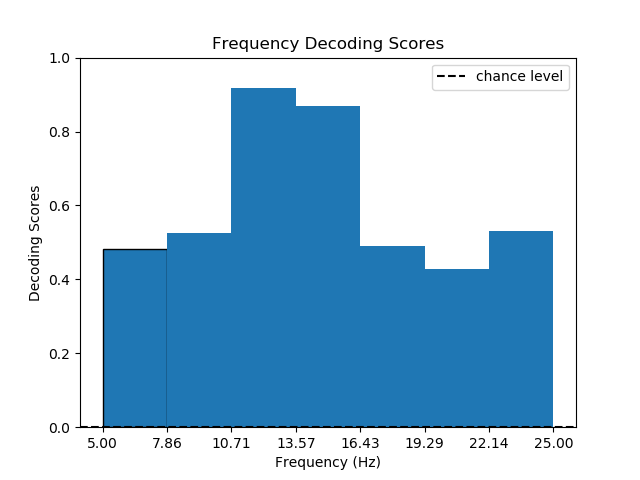 Frequency Decoding Scores
chance level
1.0
0.8
0.6
0.4
0.2
0.0
Decoding Scores
5.00 7.86 10.71 13.57 16.43 19.29 22.14 25.00
Frequency (Hz)